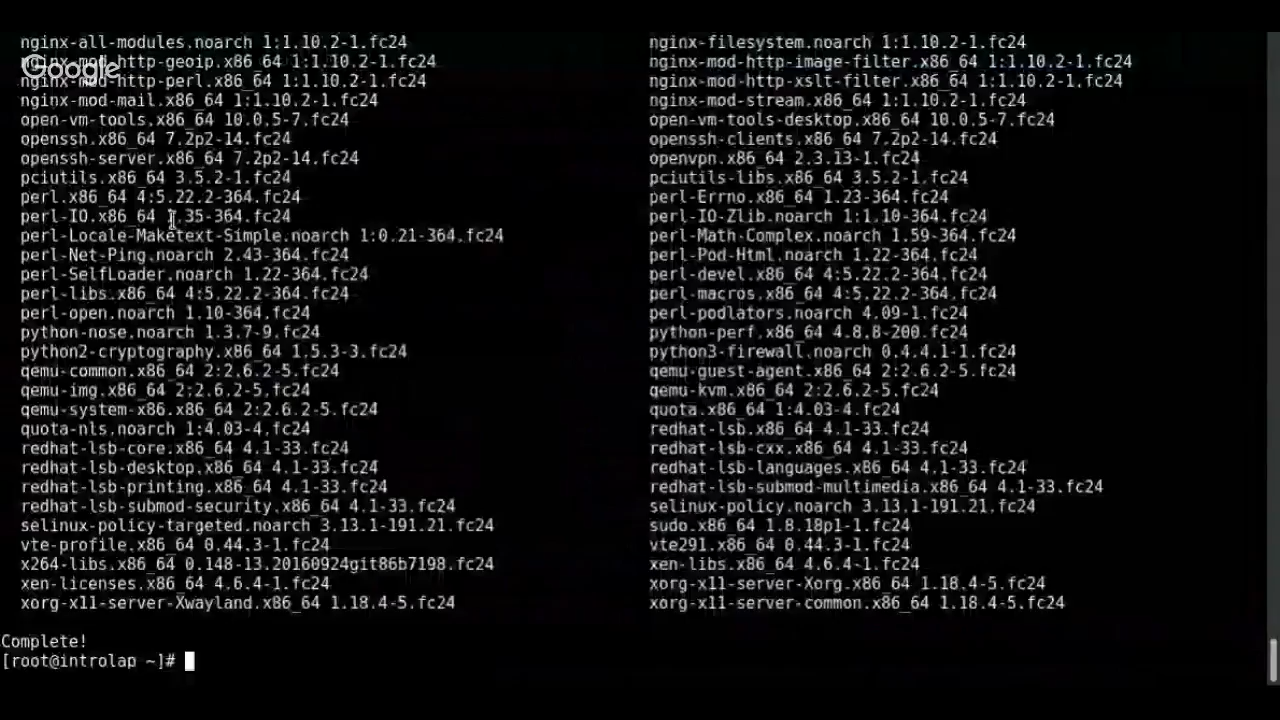 nginx-all-modules.noarch 1:1.10.2-1.fc24 nginx-filesystem.noarch 1:1.10.2-1.fc24
Google
nginx-mod-http-geoip.x86_64 1:1.10.2-1.fc24 nginx-mod-http-image-filter.x86_64 1:1.10.2-1.fc24
nginx-mod-http-perl.x86_64 1:1.10.2-1.fc24 nginx-mod-http-xslt-filter.x86_64 1:1.10.2-1.fc24
nginx-mod-mail.x86_64 1:1.10.2-1.fc24 nginx-mod-stream.x86_64 1:1.10.2-1.fc24
open-vm-tools.x86_64 10.0.5-7.fc24 open-vm-tools-desktop.x86_64 10.0.5-7.fc24
openssh.x86_64 7.2p2-14.fc24 openssh-clients.x86_64 7.2p2-14.fc24
openssh-server.x86_64 7.2p2-14.fc24 openvpn.x86_64 2.3.13-1.fc24
pciutils.x86_64 3.5.2-1.fc24 pciutils-libs.x86_64 3.5.2-1.fc24
perl.x86_64 4:5.22.2-364.fc24 perl-Errno.x86_64 1.23-364.fc24
perl-IO.x86_64 1.35-364.fc24 perl-IO-Zlib.noarch 1:1.10-364.fc24
perl-Locale-Maketext-Simple.noarch 1:0.21-364.fc24 perl-Math-Complex.noarch 1.59-364.fc24
perl-Net-Ping.noarch 2.43-364.fc24 perl-Pod-Html.noarch 1.22-364.fc24
perl-SelfLoader.noarch 1.22-364.fc24 perl-devel.x86_64 4:5.22.2-364.fc24
perl-libs.x86_64 4:5.22.2-364.fc24 perl-macros.x86_64 4:5.22.2-364.fc24
perl-open.noarch 1.10-364.fc24 perl-podlators.noarch 4.09-1.fc24
python-nose.noarch 1.3.7-9.fc24 python-perf.x86_64 4.8.8-200.fc24
python2-cryptography.x86_64 1.5.3-3.fc24 python3-firewall.noarch 0.4.4.1-1.fc24
qemu-common.x86_64 2:2.6.2-5.fc24 qemu-guest-agent.x86_64 2:2.6.2-5.fc24
qemu-img.x86_64 2:2.6.2-5.fc24 qemu-kvm.x86_64 2:2.6.2-5.fc24
qemu-system-x86.x86_64 2:2.6.2-5.fc24 quota.x86_64 1:4.03-4.fc24
quota-nls.noarch 1:4.03-4.fc24 redhat-lsb.x86_64 4.1-33.fc24
redhat-lsb-core.x86_64 4.1-33.fc24 redhat-lsb-cxx.x86_64 4.1-33.fc24
redhat-lsb-desktop.x86_64 4.1-33.fc24 redhat-lsb-languages.x86_64 4.1-33.fc24
redhat-lsb-printing.x86_64 4.1-33.fc24 redhat-lsb-submod-multimedia.x86_64 4.1-33.fc24
redhat-lsb-submod-security.x86_64 4.1-33.fc24 selinux-policy.noarch 3.13.1-191.21.fc24
selinux-policy-targeted.noarch 3.13.1-191.21.fc24 sudo.x86_64 1.8.18p1-1.fc24
vte-profile.x86_64 0.44.3-1.fc24 vte291.x86_64 0.44.3-1.fc24
x264-libs.x86_64 0.148-13.20160924git86b7198.fc24 xen-libs.x86_64 4.6.4-1.fc24
xen-licenses.x86_64 4.6.4-1.fc24 xorg-x11-server-Xorg.x86_64 1.18.4-5.fc24
xorg-x11-server-Xwayland.x86_64 1.18.4-5.fc24 xorg-x11-server-common.x86_64 1.18.4-5.fc24
Complete!
[root@introlap ~]#